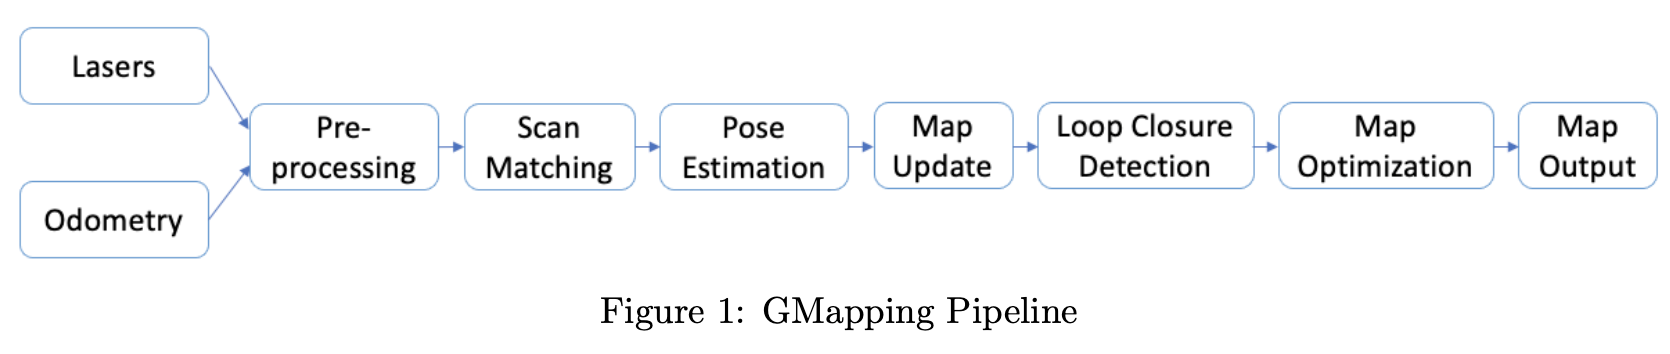 Lasers
Odometry
Pre-
processing
Scan
Matching
Pose
Estimation
Map
Update
Loop Closure
Detection
Map
Optimization
Map
Output
Figure 1: GMapping Pipeline